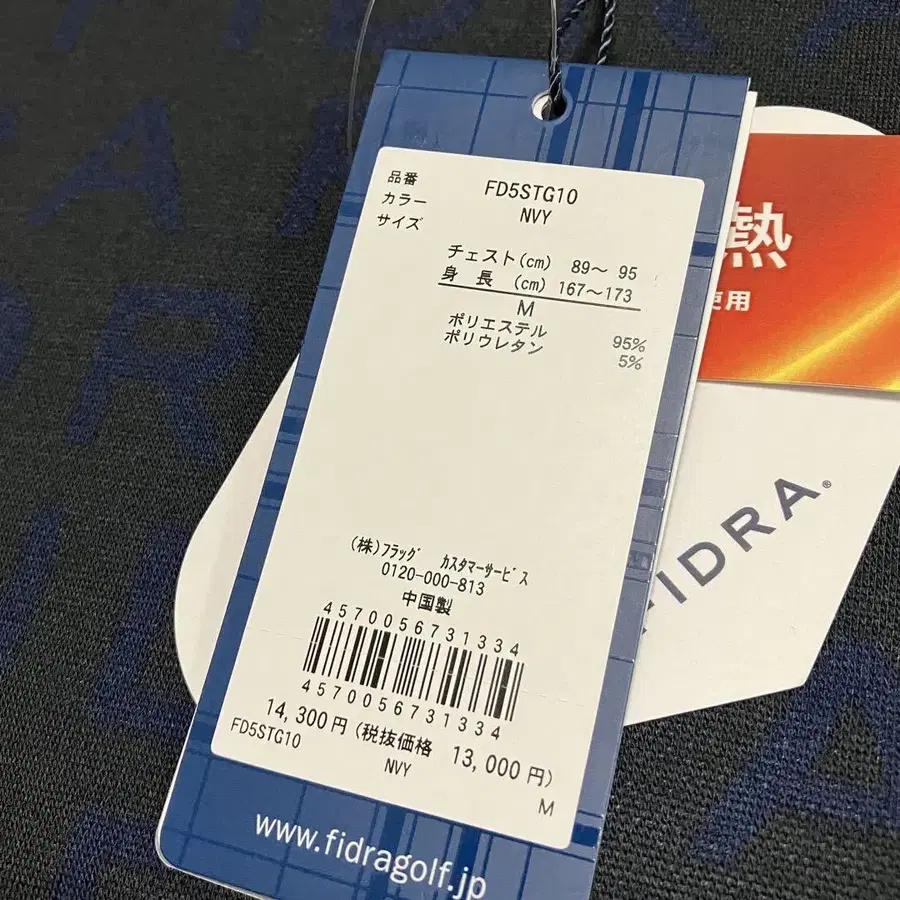 品番 FD5STG10
カラー NVY
サイズ
チェスト(cm) 89～ 95
身 長 (cm) 167～173
M
ポリエステル 95%
ポリウレタン 5%
(株)ﾌﾗｯｸﾞ ｶｽﾀﾏｰｻｰﾋﾞｽ
0120-000-813
中国製
4570056731334
4570056731334
14,300円 (税抜価格 13,000円)
FD5STG10
NVY
M
www.fidragolf.jp
熱
使用
FIDRA®